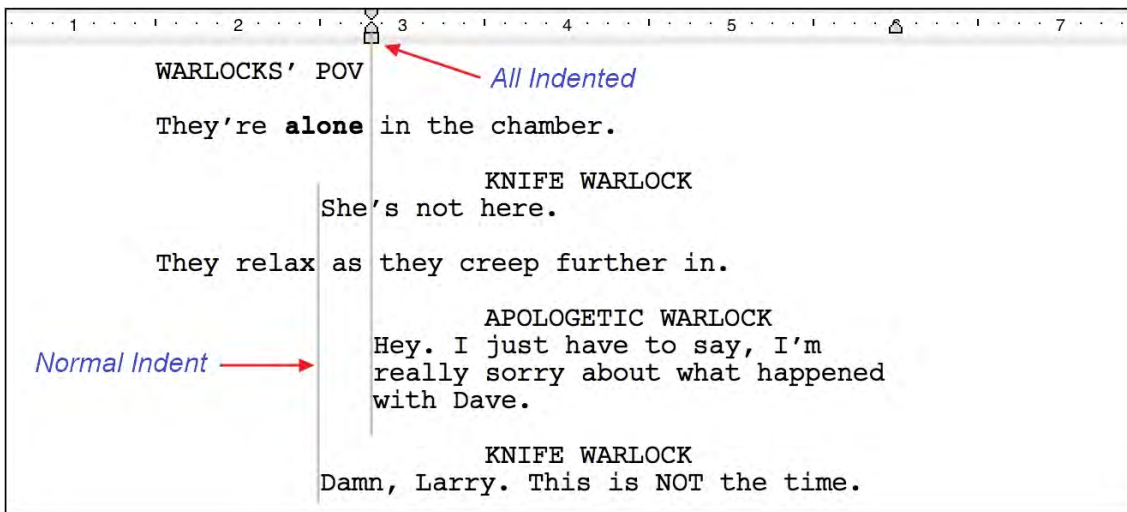 1 2 3 4 5 6 7
WARLOCKS' POV
All Indented
They're alone in the chamber.
KNIFE WARLOCK
She's not here.
They relax as they creep further in.
APOLOGETIC WARLOCK
Hey. I just have to say, I'm
Normal Indent
really sorry about what happened
with Dave.
KNIFE WARLOCK
Damn, Larry. This is NOT the time.